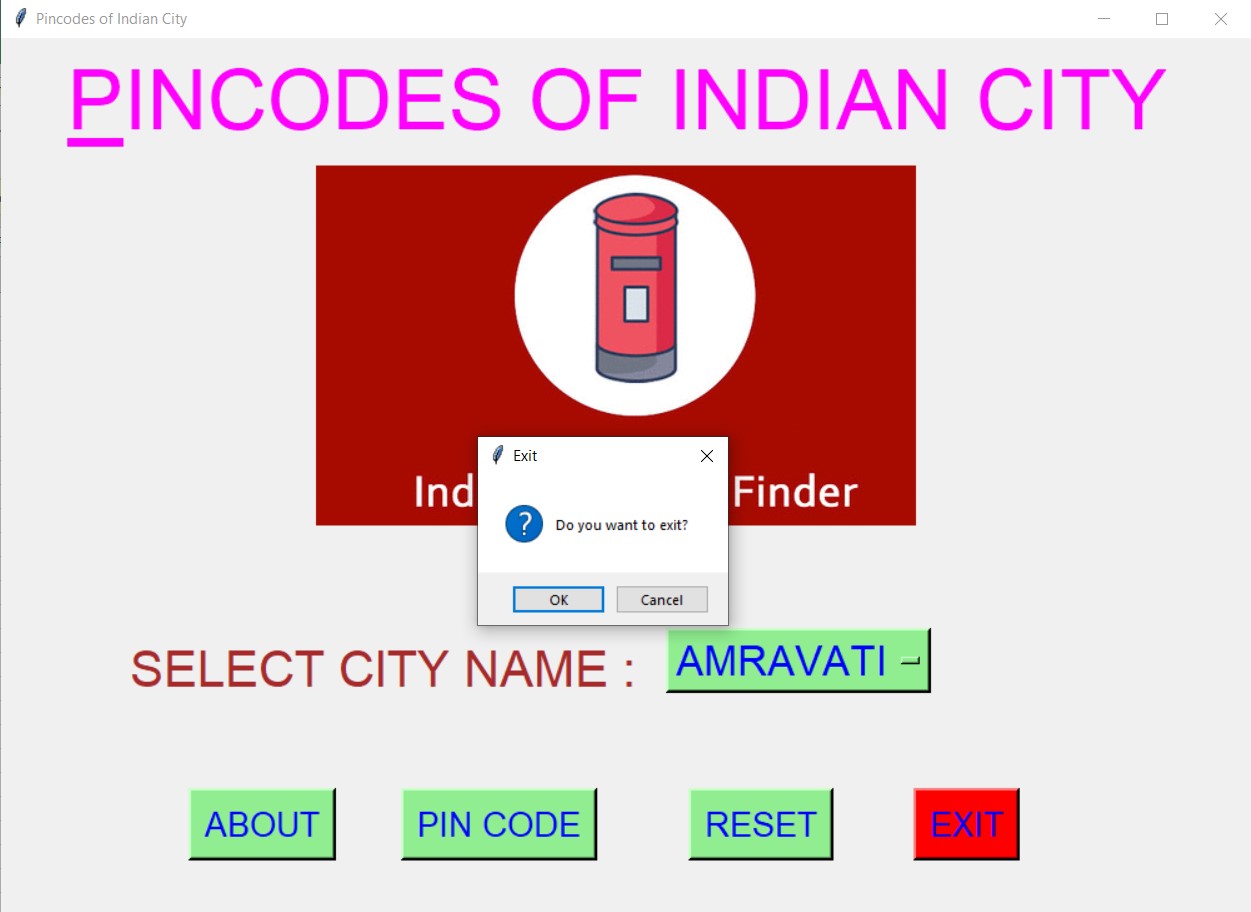 Pincodes of Indian City
PINCODES OF INDIAN CITY
Finder
Exit
Do you want to exit?
OK Cancel
SELECT CITY NAME : AMRAVATI
ABOUT PIN CODE RESET EXIT